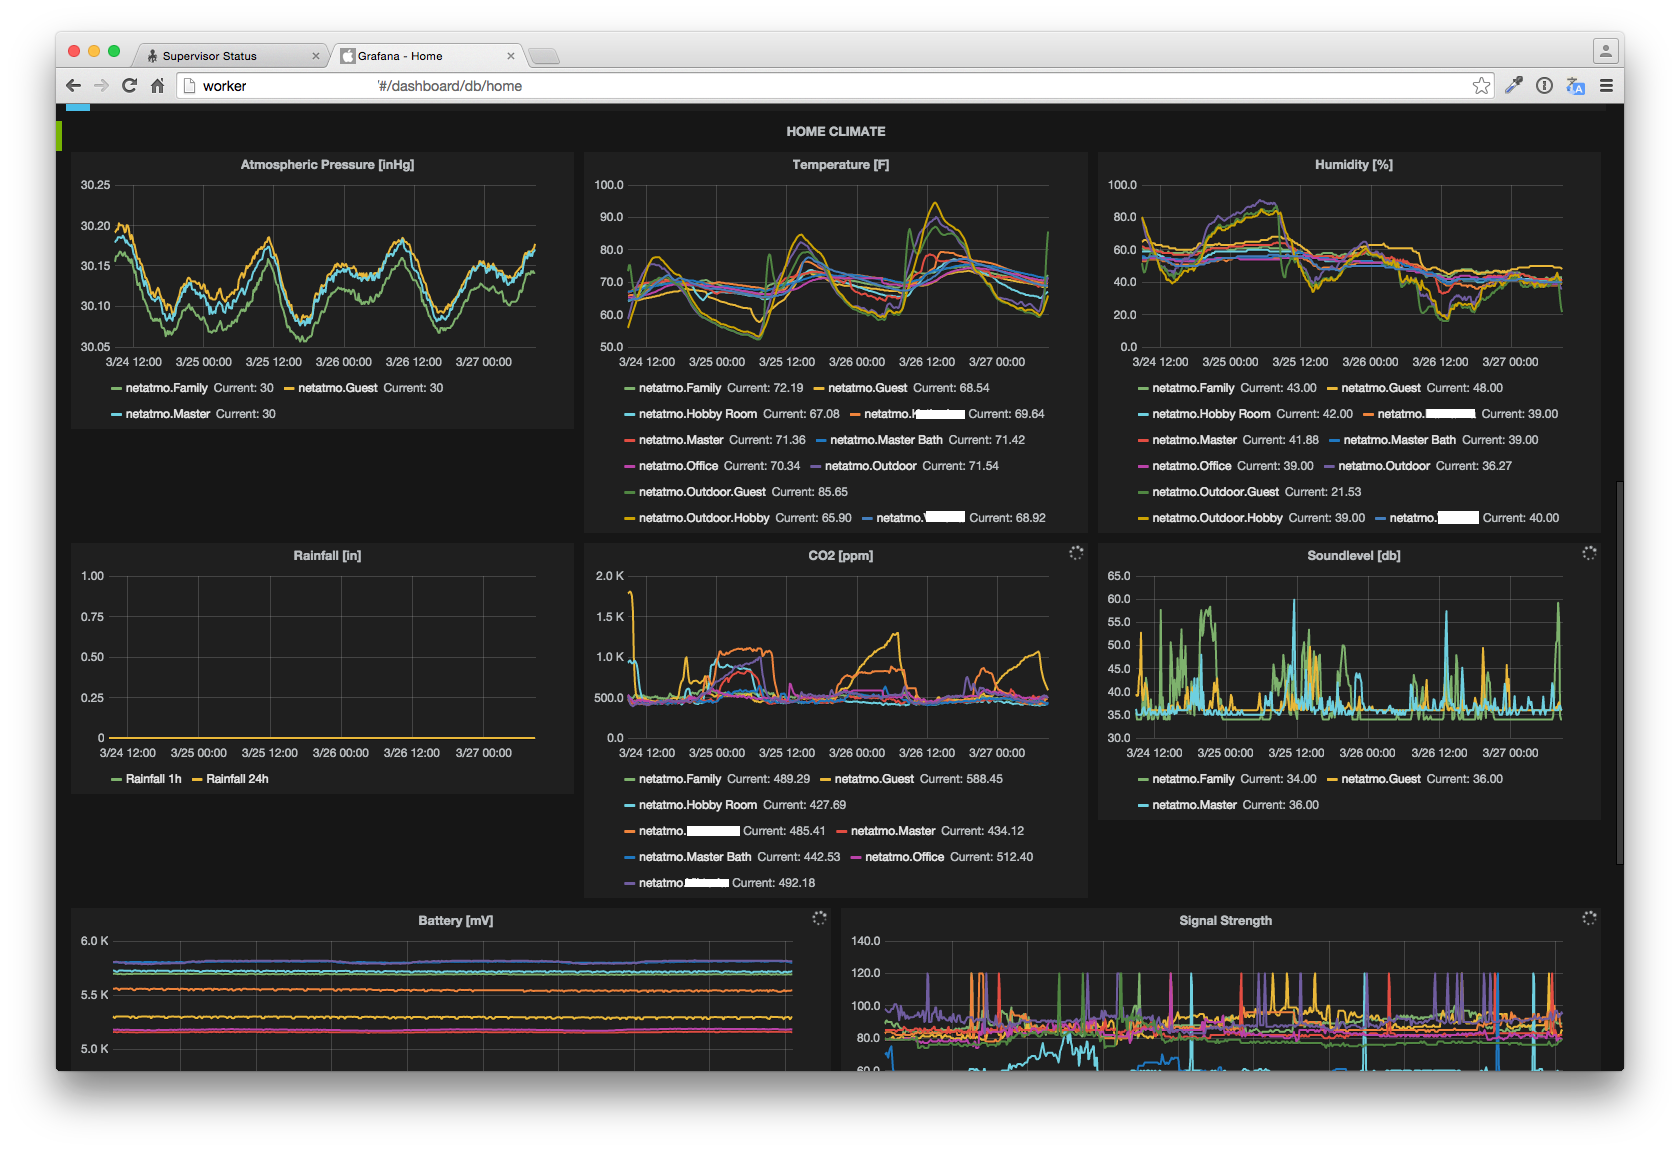 Supervisor Status
Grafana - Home
worker #/dashboard/db/home
HOME CLIMATE
Atmospheric Pressure [inHg]
30.25
30.20
30.15
30.10
30.05
3/24 12:00 3/25 00:00 3/25 12:00 3/26 00:00 3/26 12:00 3/27 00:00
netatmo.Family Current: 30 netatmo.Guest Current: 30
netatmo.Master Current: 30
Temperature [F]
100.0
90.0
80.0
70.0
60.0
50.0
3/24 12:00 3/25 00:00 3/25 12:00 3/26 00:00 3/26 12:00 3/27 00:00
netatmo.Family Current: 72.19 netatmo.Guest Current: 68.54
netatmo.Hobby Room Current: 67.08 netatmo. Current: 69.64
netatmo.Master Current: 71.36 netatmo.Master Bath Current: 71.42
netatmo.Office Current: 70.34 netatmo.Outdoor Current: 71.54
netatmo.Outdoor.Guest Current: 85.65
netatmo.Outdoor.Hobby Current: 65.90 netatmo. Current: 68.92
Humidity [%]
100.0
80.0
60.0
40.0
20.0
0.0
3/24 12:00 3/25 00:00 3/25 12:00 3/26 00:00 3/26 12:00 3/27 00:00
netatmo.Family Current: 43.00 netatmo.Guest Current: 48.00
netatmo.Hobby Room Current: 42.00 netatmo. Current: 39.00
netatmo.Master Current: 41.88 netatmo.Master Bath Current: 39.00
netatmo.Office Current: 39.00 netatmo.Outdoor Current: 36.27
netatmo.Outdoor.Guest Current: 21.53
netatmo.Outdoor.Hobby Current: 39.00 netatmo. Current: 40.00
Rainfall [in]
1.00
0.75
0.50
0.25
0
3/24 12:00 3/25 00:00 3/25 12:00 3/26 00:00 3/26 12:00 3/27 00:00
Rainfall 1h Rainfall 24h
CO2 [ppm]
2.0 K
1.5 K
1.0 K
500.0
0.0
3/24 12:00 3/25 00:00 3/25 12:00 3/26 00:00 3/26 12:00 3/27 00:00
netatmo.Family Current: 489.29 netatmo.Guest Current: 588.45
netatmo.Hobby Room Current: 427.69
netatmo. Current: 485.41 netatmo.Master Current: 434.12
netatmo.Master Bath Current: 442.53 netatmo.Office Current: 512.40
netatmo. Current: 492.18
Soundlevel [db]
65.0
60.0
55.0
50.0
45.0
40.0
35.0
30.0
3/24 12:00 3/25 00:00 3/25 12:00 3/26 00:00 3/26 12:00 3/27 00:00
netatmo.Family Current: 34.00 netatmo.Guest Current: 36.00
netatmo.Master Current: 36.00
Battery [mV]
6.0 K
5.5 K
5.0 K
Signal Strength
140.0
120.0
100.0
80.0
60.0